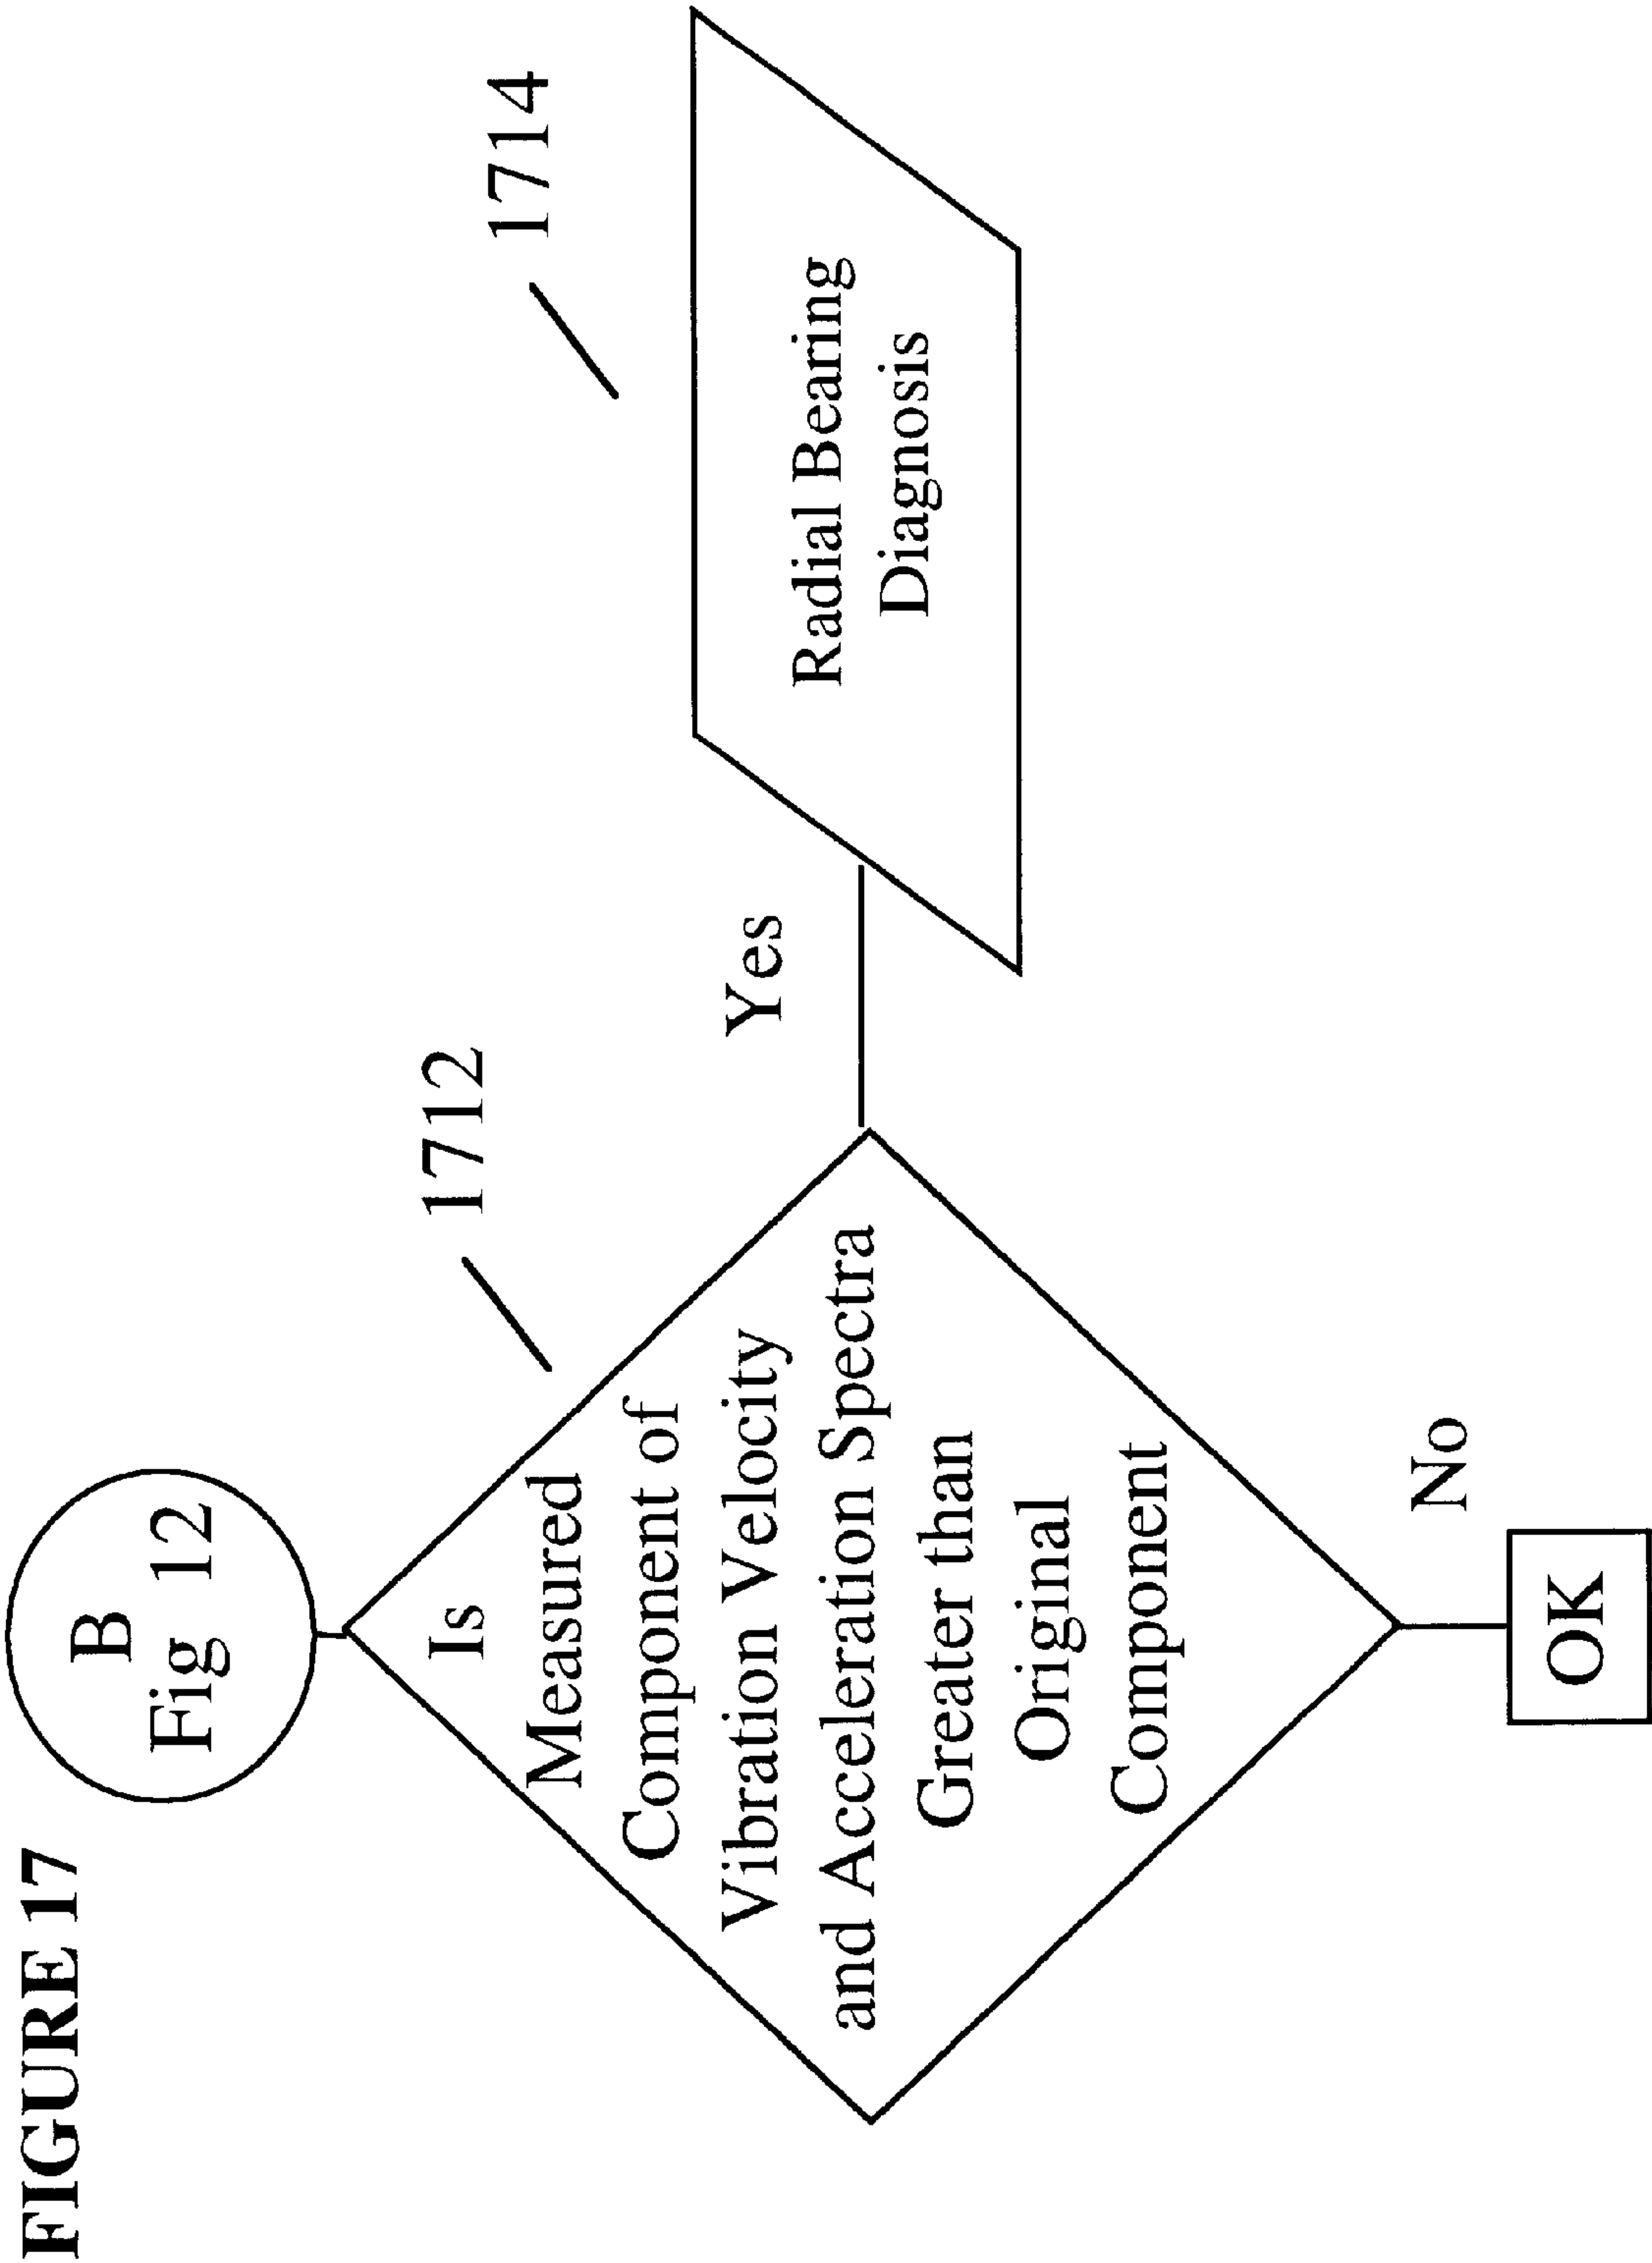 FIGURE 17
B
Fig 12
1712
Is
Measured
Component of
Vibration Velocity
and Acceleration Spectra
Greater than
Original
Component
Yes
1714
Radial Bearing
Diagnosis
No
OK